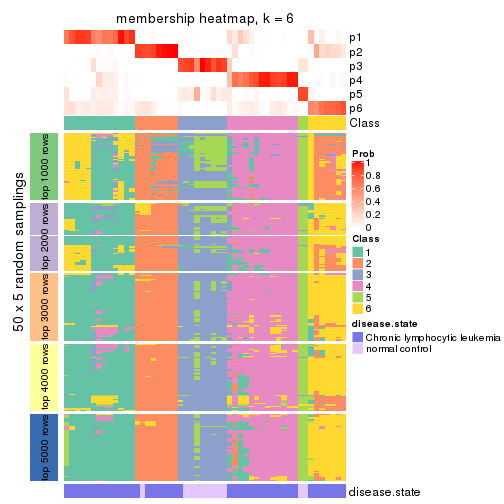 membership heatmap, k = 6
p1
p2
p3
p4
p5
p6
Class
50 x 5 random samplings
top 1000 rows
top 2000 rows
top 3000 rows
top 4000 rows
top 5000 rows
Prob
1
0.8
0.6
0.4
0.2
0
Class
1
2
3
4
5
6
disease.state
Chronic lymphocytic leukemia
normal control
disease.state